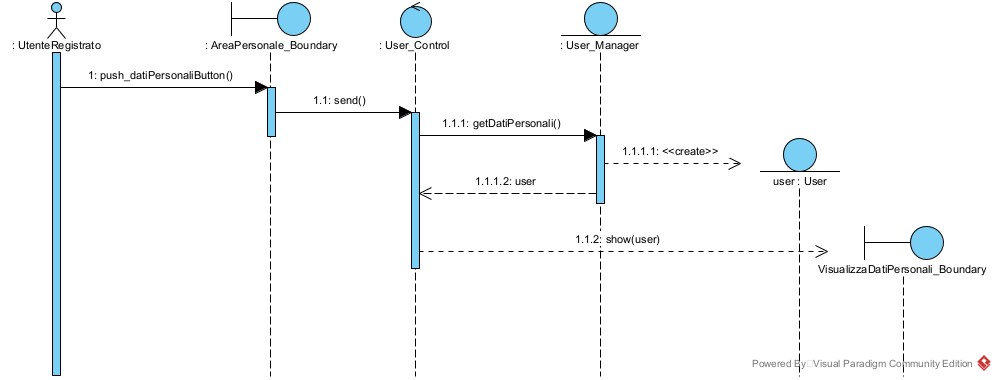 : UtenteRegistrato
: AreaPersonale_Boundary
: User_Control
: User_Manager
1: push_datiPersonaliButton()
1.1: send()
1.1.1: getDatiPersonali()
1.1.1.1: <<create>>
user : User
1.1.1.2: user
1.1.2: show(user)
VisualizzaDatiPersonali_Boundary
Powered By Visual Paradigm Community Edition